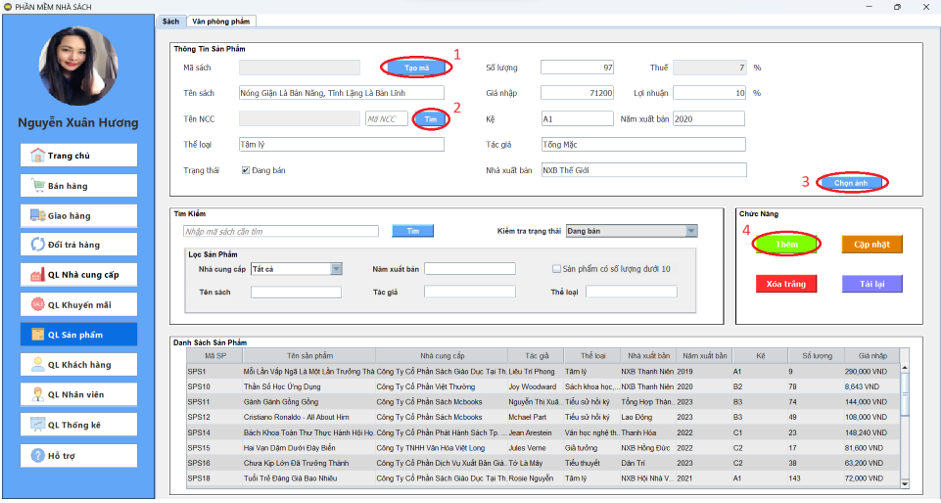 PHẦN MỀM NHÀ SÁCH
Sách Văn phòng phẩm
Nguyễn Xuân Hương
Trang chủ
Bán hàng
Giao hàng
Đổi trả hàng
QL Nhà cung cấp
QL Khuyến mãi
QL Sản phẩm
QL Khách hàng
QL Nhân viên
QL Thống kê
Hỗ trợ
Thông Tin Sản Phẩm
Mã sách Tạo mã 1 Số lượng 97 Thuế 7 %
Tên sách Nóng Giận Là Bản Năng, Tĩnh Lặng Là Bản Lĩnh Giá nhập 71200 Lợi nhuận 10 %
Tên NCC Mã NCC Tìm 2 Kệ A1 Năm xuất bản 2020
Thể loại Tâm lý Tác giả Tống Mặc
Trạng thái Đang bán Nhà xuất bản NXB Thế Giới
3 Chọn ảnh
Tìm Kiếm
Nhập mã sách cần tìm Tìm Kiểm tra trạng thái Đang bán
Lọc Sản Phẩm
Nhà cung cấp Tất cả Năm xuất bản Sản phẩm có số lượng dưới 10
Tên sách Tác giả Thể loại
Chức Năng
4 Thêm Cập nhật
Xóa trắng Tải lại
Danh Sách Sản Phẩm
Mã SP Tên sản phẩm Nhà cung cấp Tác giả Thể loại Nhà xuất bản Năm xuất bản Kệ Số lượng Giá nhập
SPS1 Mỗi Lần Vấp Ngã Là Một Lần Trưởng Thà Công Ty Cổ Phần Sách Giáo Dục Tại Th. Liêu Trí Phong Tâm lý NXB Thanh Niên 2019 A1 9 290,000 VND
SPS10 Thần Số Học Ứng Dụng Công Ty Cổ Phần Việt Thương Joy Woodward Sách khoa học,... NXB Thanh Niên 2020 B2 78 8,643 VND
SPS11 Gánh Gánh Gồng Gồng Công Ty Cổ Phần Sách Mcbooks Nguyễn Thị Xuâ... Tiểu sử hồi ký Tổng Hợp Thàn... 2023 B3 74 144,000 VND
SPS12 Cristiano Ronaldo - All About Him Công Ty Cổ Phần Sách Mcbooks Mchael Part Tiểu sử hồi ký Lao Động 2023 B3 49 108,000 VND
SPS14 Bách Khoa Toàn Thư Thực Hành Hội Họ. Công Ty Cổ Phần Phát Hành Sách Tp. ... Jean Arestein Văn học nghệ th... Thanh Hóa 2022 C1 23 148,240 VND
SPS15 Hai Vạn Dặm Dưới Đáy Biển Công Ty TNHH Văn Hóa Việt Long Jules Verne Giả tưởng NXB Hồng Đức 2022 C2 17 81,600 VND
SPS16 Chưa Kịp Lớn Đã Trưởng Thành Công Ty Cổ Phần Dịch Vụ Xuất Bản Giá.. Tớ Là Mây Tiểu thuyết Dân Trí 2023 C2 38 63,200 VND
SPS18 Tuổi Trẻ Đáng Giá Bao Nhiêu Công Ty Cổ Phần Sách Giáo Dục Tại Th. Rosie Nguyễn Tâm lý NXB Hội Nhà V... 2021 A1 143 72,000 VND